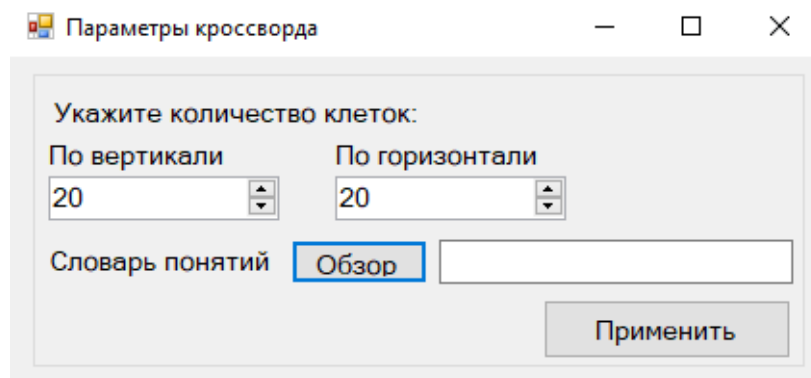 Параметры кроссворда
Укажите количество клеток:
По вертикали По горизонтали
20 20
Словарь понятий Обзор
Применить